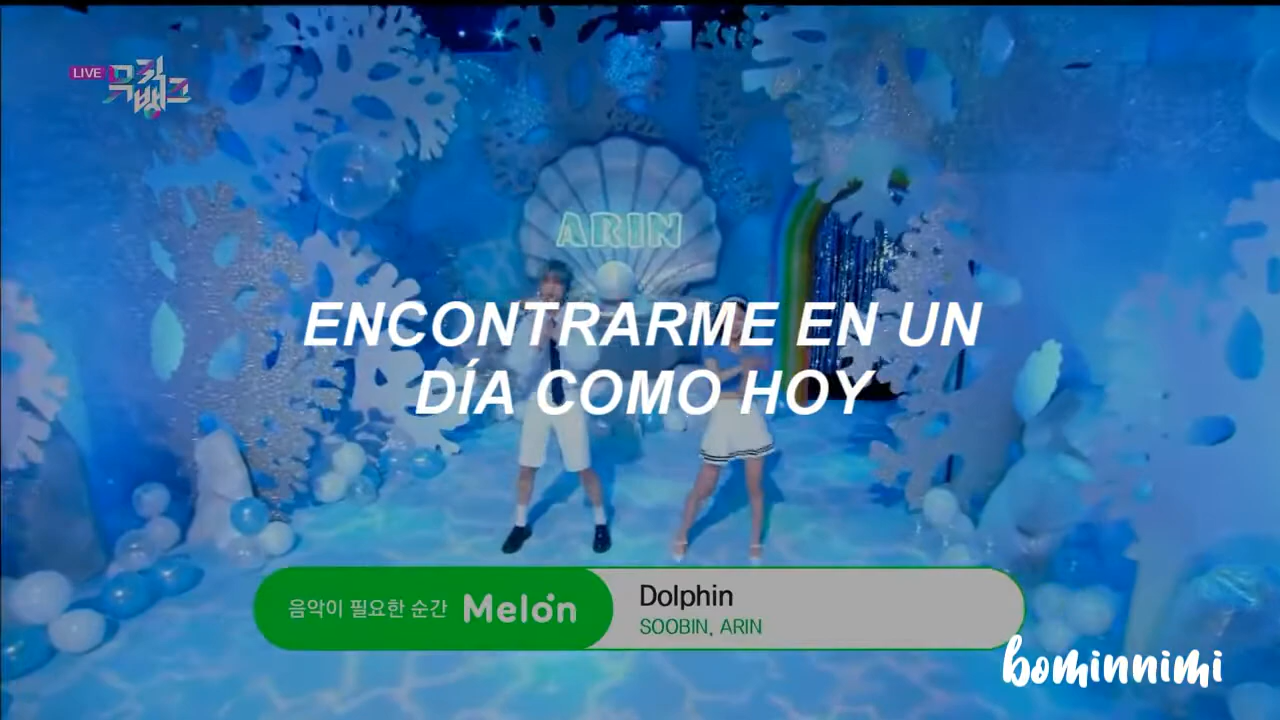 LIVE 뮤직
뱅크
ARIN
ENCONTRARME EN UN
DÍA COMO HOY
음악이 필요한 순간 Melon
Dolphin
SOOBIN, ARIN
bominnimi